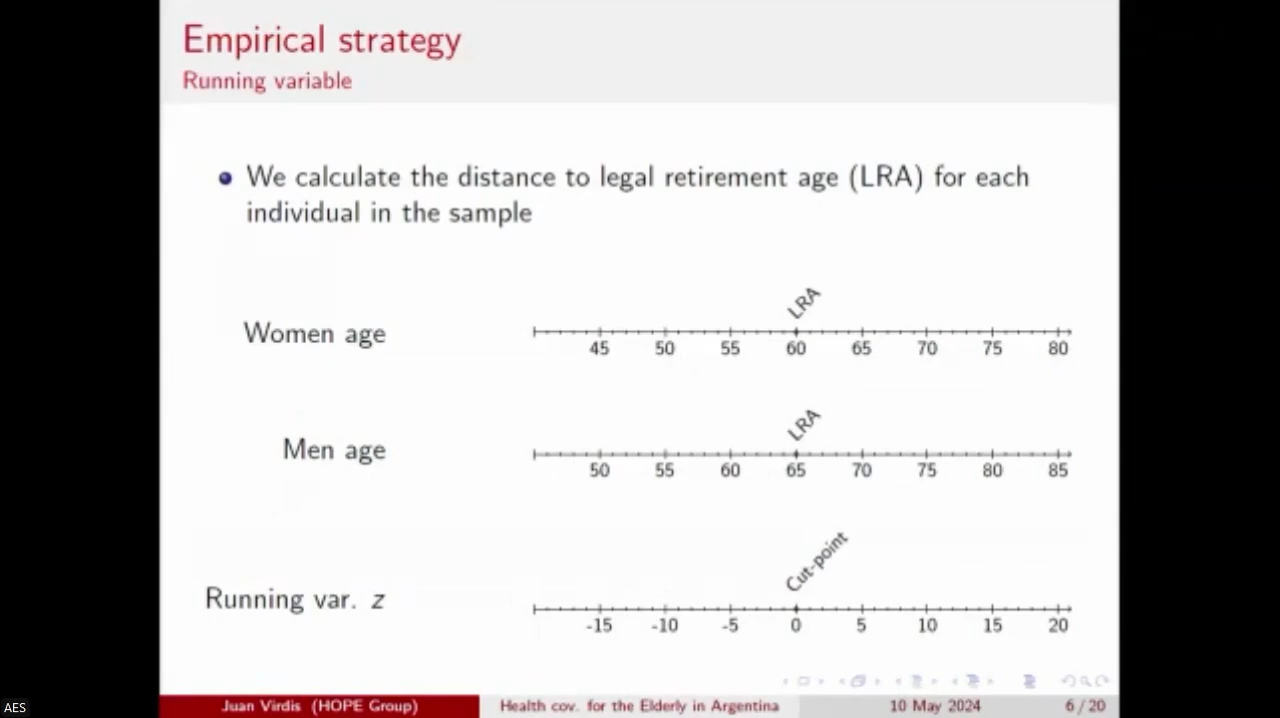 Empirical strategy
Running variable
We calculate the distance to legal retirement age (LRA) for each
individual in the sample
LRA
Women age
45 50 55 60 65 70 75 80
LRA
Men age
50 55 60 65 70 75 80 85
Cut-point
Running var. z
-15 -10 -5 0 5 10 15 20
AES
Juan Virdis (HOPE Group) Health cov. for the Elderly in Argentina 10 May 2024 6 / 20